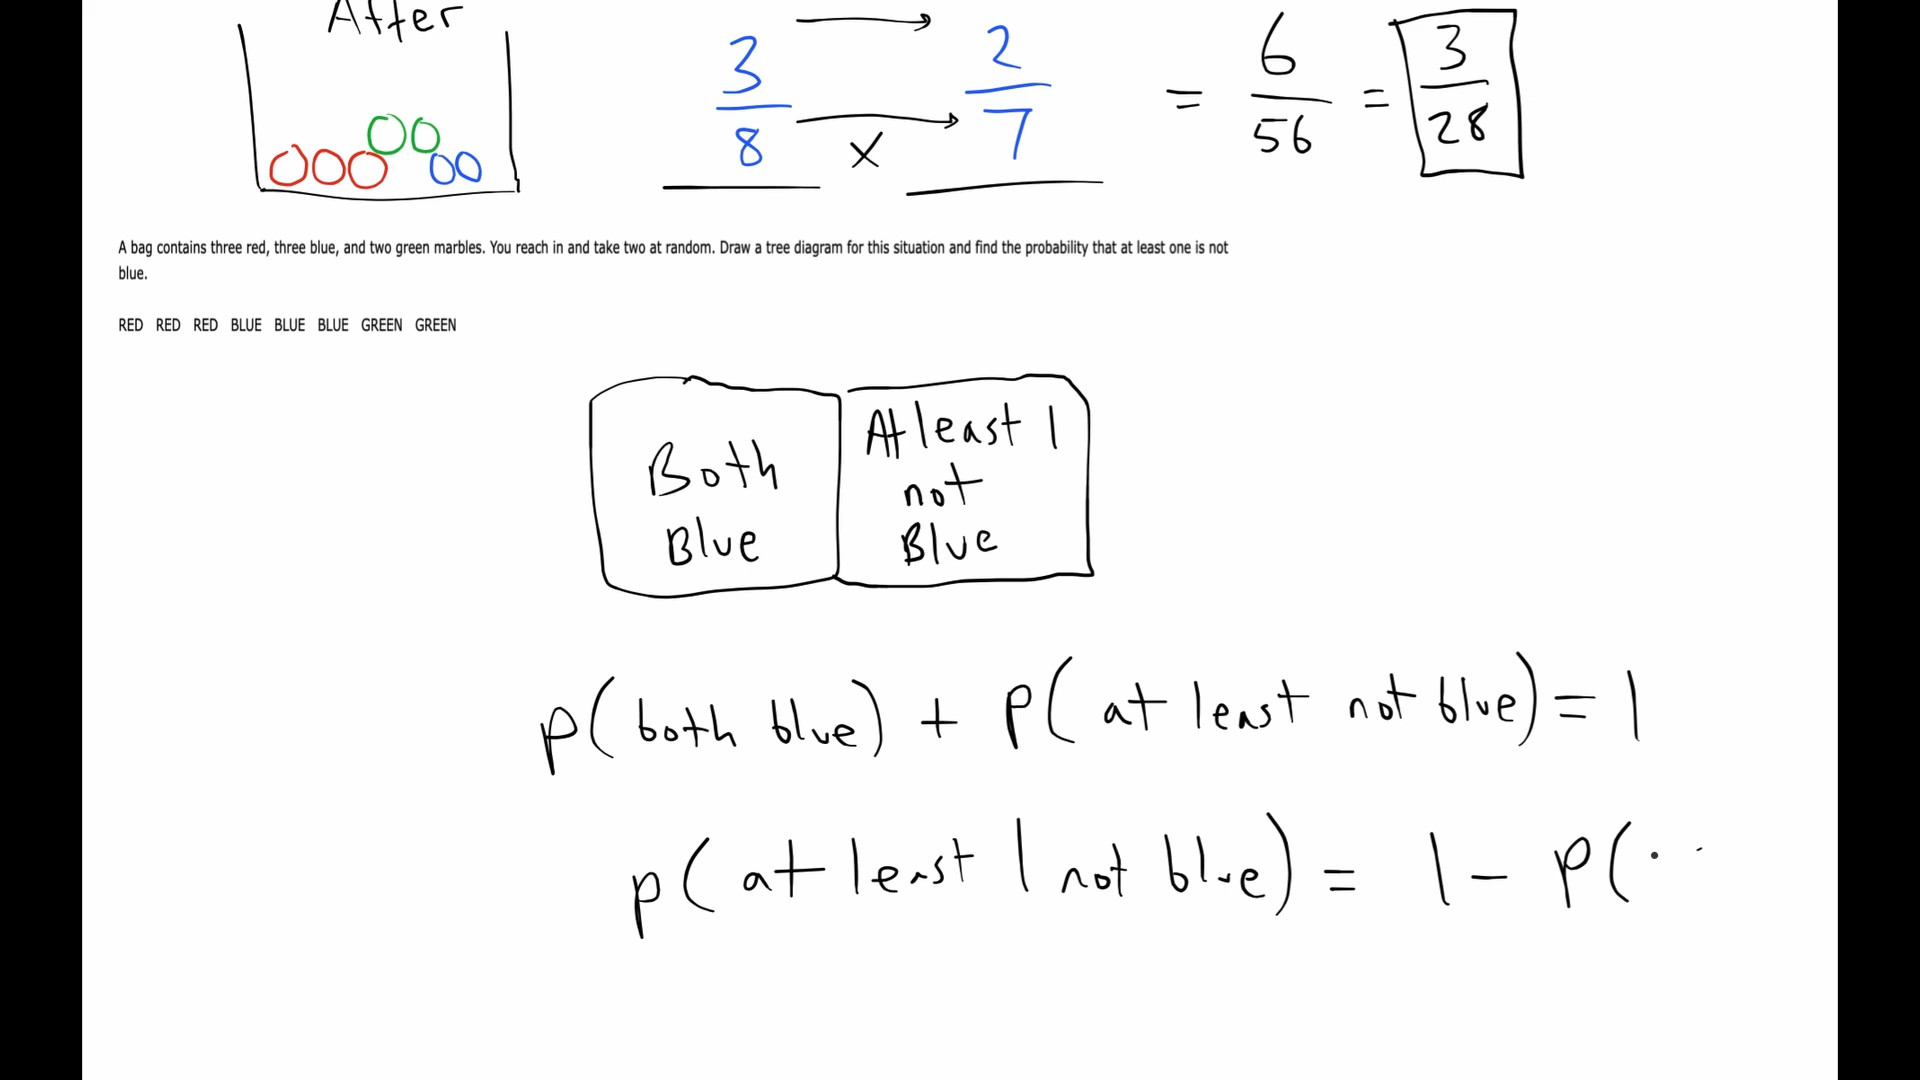 After
3/8 x 2/7 = 6/56 = 3/28
A bag contains three red, three blue, and two green marbles. You reach in and take two at random. Draw a tree diagram for this situation and find the probability that at least one is not
blue.
RED RED RED BLUE BLUE BLUE GREEN GREEN
Both
Blue
At least 1
not
Blue
p(both blue) + p(at least not blue) = 1
p(at least 1 not blue) = 1 - p(